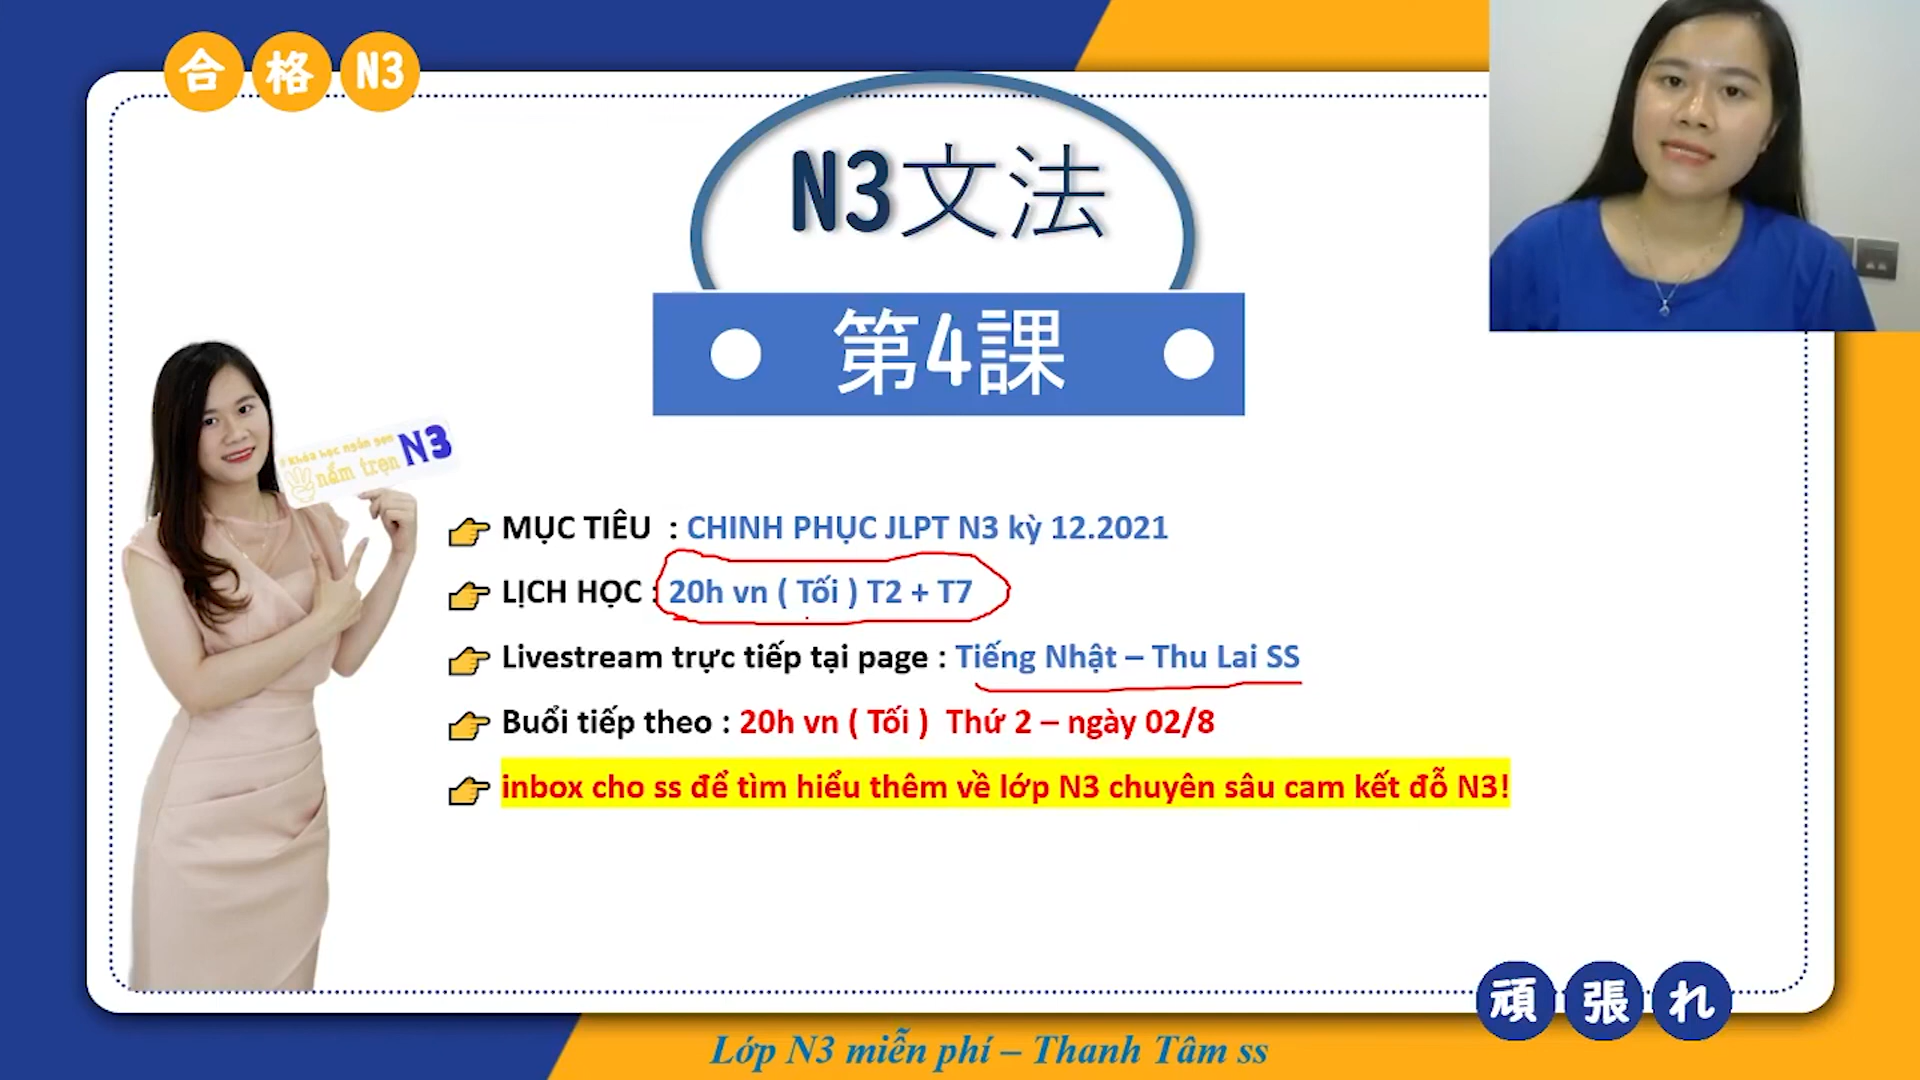 合格N3
N3文法
第4課
# Khóa học ngắn gọn
nắm trọn N3
MỤC TIÊU : CHINH PHỤC JLPT N3 kỳ 12.2021
LỊCH HỌC : 20h vn ( Tối ) T2 + T7
Livestream trực tiếp tại page : Tiếng Nhật – Thu Lai SS
Buổi tiếp theo : 20h vn ( Tối ) Thứ 2 – ngày 02/8
inbox cho ss để tìm hiểu thêm về lớp N3 chuyên sâu cam kết đỗ N3!
頑張れ
Lớp N3 miễn phí – Thanh Tâm ss